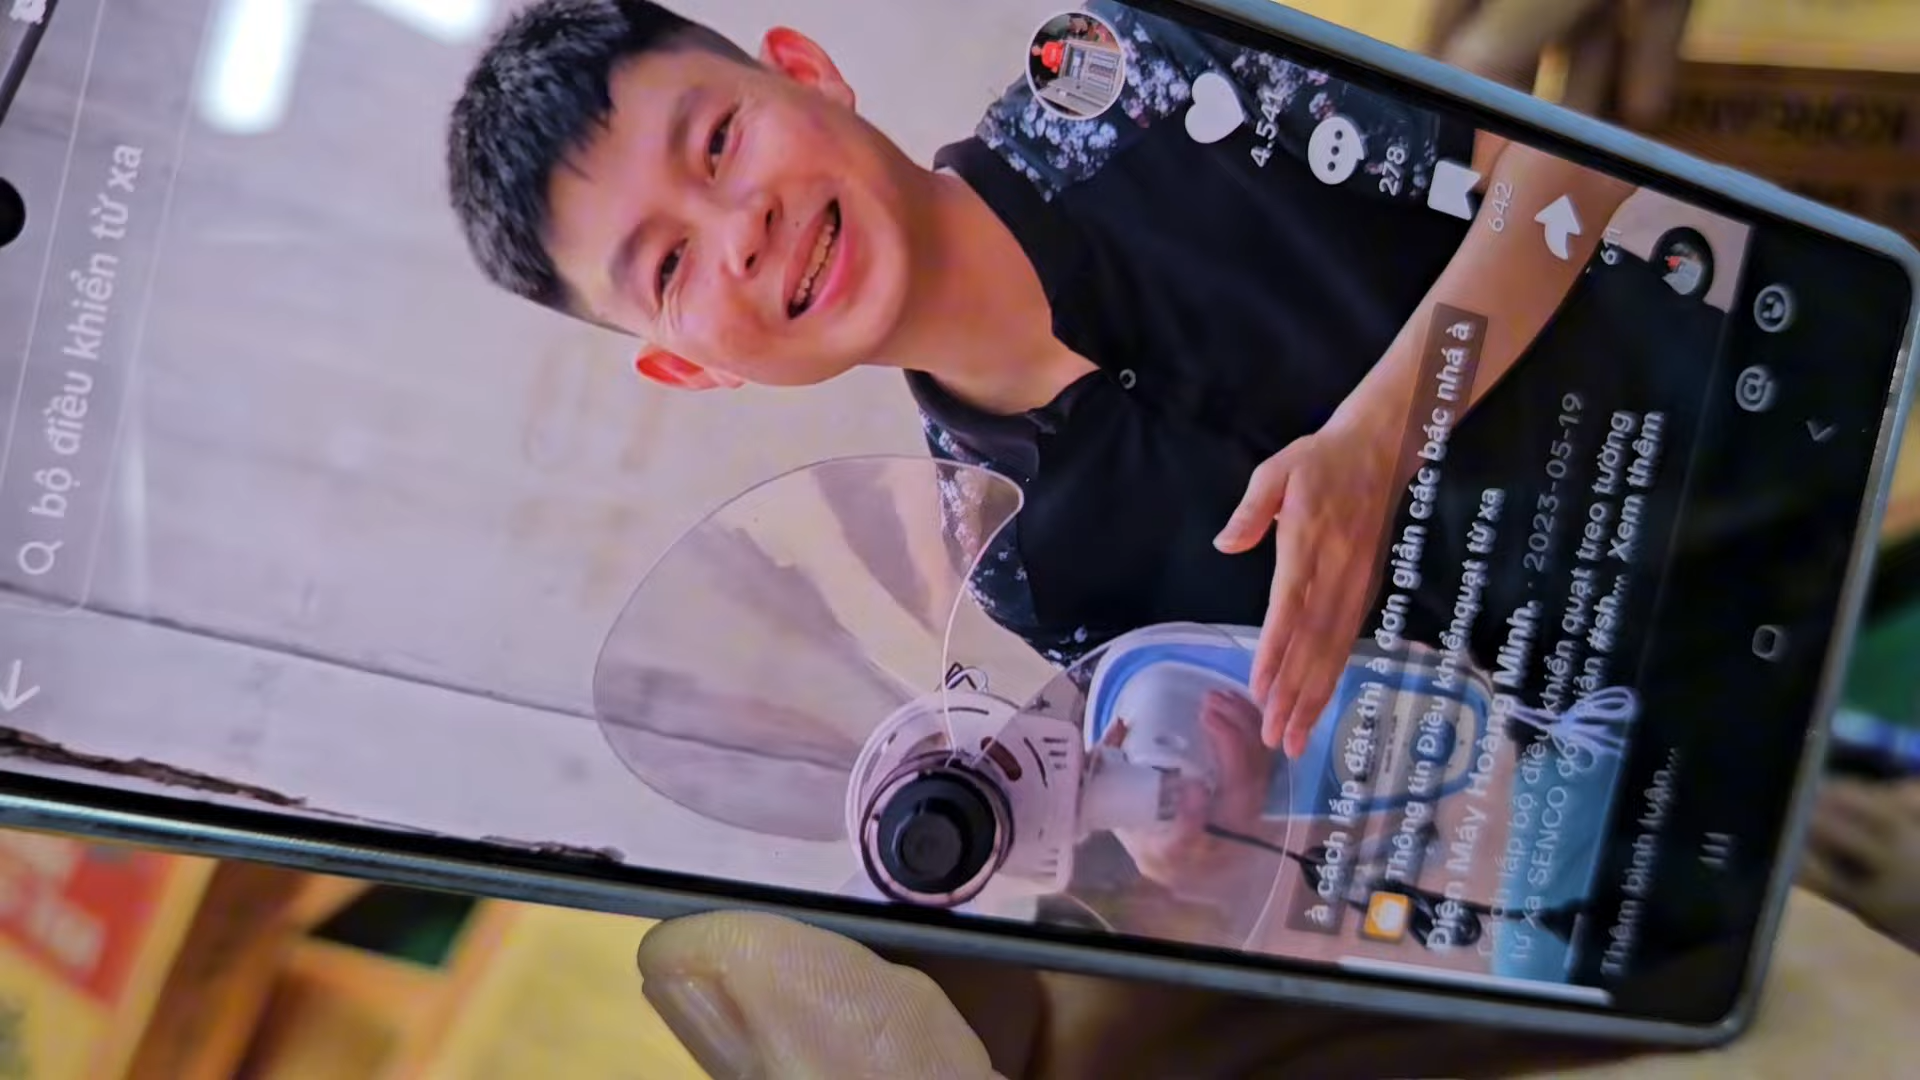 bộ điều khiển từ xa
4.541
278
642
611
à cách lắp đặt thì à đơn giản các bác nhá à
Thông tin Điều khiển quạt từ xa
Điện Máy Hoàng Minh. · 2023-05-19
Cách lắp bộ điều khiển quạt treo tường
từ xa SENCO #sh... Xem thêm
Thêm bình luận...
@